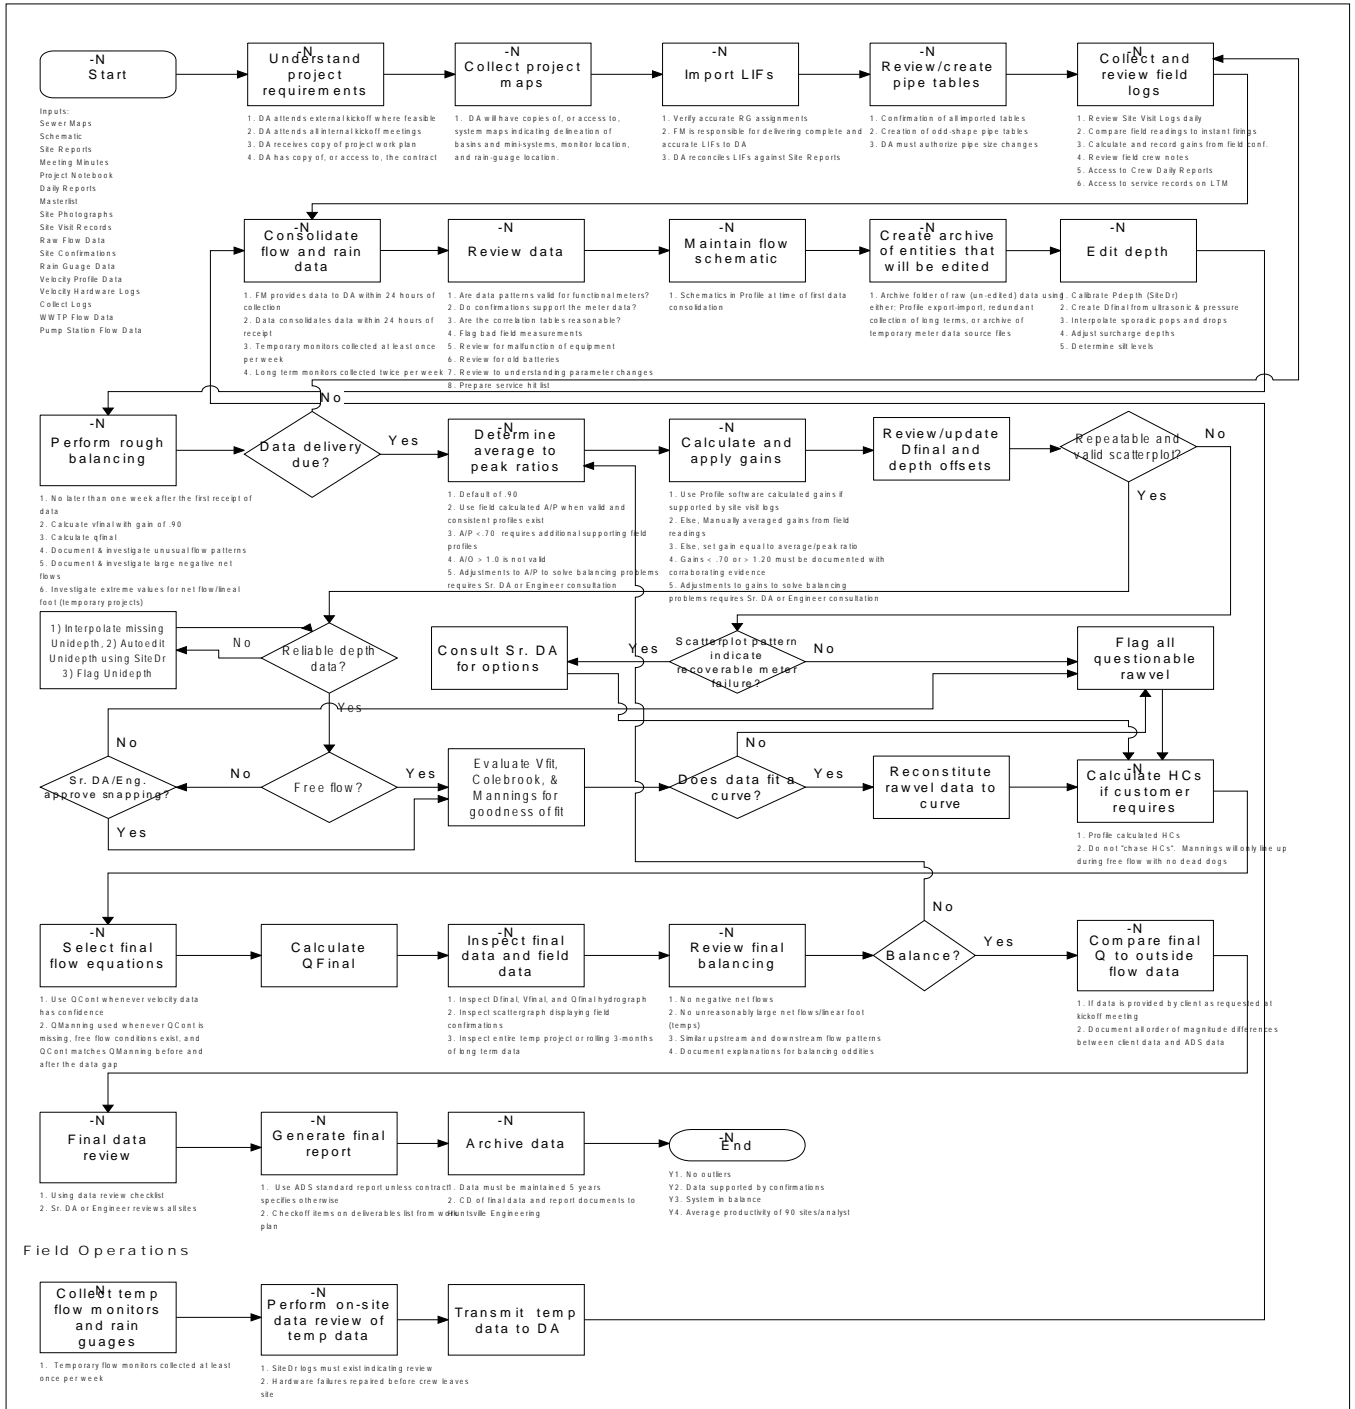 -N
Start
-N
Understand
project
requirements
-N
Collect project
maps
-N
Import LIFs
-N
Review/create
pipe tables
-N
Collect and
review field
logs
Inputs:
Sewer Maps
Schematic
Site Reports
Meeting Minutes
Project Notebook
Daily Reports
Masterlist
Site Photographs
Site Visit Records
Raw Flow Data
Site Confirmations
Rain Guage Data
Velocity Profile Data
Velocity Hardware Logs
Collect Logs
WWTP Flow Data
Pump Station Flow Data
1. DA attends external kickoff where feasible
2. DA attends all internal kickoff meetings
3. DA receives copy of project work plan
4. DA has copy of, or access to, the contract
1. DA will have copies of, or access to,
system maps indicating delineation of
basins and mini-systems, monitor location,
and rain-guage location.
1. Verify accurate RG assignments
2. FM is responsible for delivering complete and
accurate LIFs to DA
3. DA reconciles LIFs against Site Reports
1. Confirmation of all imported tables
2. Creation of odd-shape pipe tables
3. DA must authorize pipe size changes
1. Review Site Visit Logs daily
2. Compare field readings to instant firings
3. Calculate and record gains from field conf.
4. Review field crew notes
5. Access to Crew Daily Reports
6. Access to service records on LTM
-N
Consolidate
flow and rain
data
-N
Review data
-N
Maintain flow
schematic
-N
Create archive
of entities that
will be edited
-N
Edit depth
1. FM provides data to DA within 24 hours of
collection
2. Data consolidates data within 24 hours of
receipt
3. Temporary monitors collected at least once
per week
4. Long term monitors collected twice per week
1. Are data patterns valid for functional meters?
2. Do confirmations support the meter data?
3. Are the correlation tables reasonable?
4. Flag bad field measurements
5. Review for malfunction of equipment
6. Review for old batteries
7. Review to understanding parameter changes
8. Prepare service hit list
1. Schematics in Profile at time of first data
consolidation
1. Archive folder of raw (un-edited) data using
either: Profile export-import, redundant
collection of long terms, or archive of
temporary meter data source files
1. Calibrate Pdepth (SiteDr)
2. Create Dfinal from ultrasonic & pressure
3. Interpolate sporadic pops and drops
4. Adjust surcharge depths
5. Determine silt levels
-N
Perform rough
balancing
No
Data delivery
due?
Yes
-N
Determine
average to
peak ratios
-N
Calculate and
apply gains
Review/update
Dfinal and
depth offsets
Repeatable and
valid scatterplot?
No
Yes
1. No later than one week after the first receipt of
data
2. Calcuate vfinal with gain of .90
3. Calculate qfinal
4. Document & investigate unusual flow patterns
5. Document & investigate large negative net
flows
6. Investigate extreme values for net flow/lineal
foot (temporary projects)
1. Default of .90
2. Use field calculated A/P when valid and
consistent profiles exist
3. A/P <.70 requires additional supporting field
profiles
4. A/O > 1.0 is not valid
5. Adjustments to A/P to solve balancing problems
requires Sr. DA or Engineer consultation
1. Use Profile software calculated gains if
supported by site visit logs
2. Else, Manually averaged gains from field
readings
3. Else, set gain equal to average/peak ratio
4. Gains < .70 or > 1.20 must be documented with
corraborating evidence
5. Adjustments to gains to solve balancing
problems requires Sr. DA or Engineer consultation
1) Interpolate missing
Unidepth, 2) Autoedit
Unidepth using SiteDr
3) Flag Unidepth
No
Reliable depth
data?
Yes
Consult Sr. DA
for options
Yes
Scatterplot pattern
indicate
recoverable meter
failure?
No
Flag all
questionable
rawvel
No
Sr. DA/Eng.
approve snapping?
Yes
No
Free flow?
Yes
Evaluate Vfit,
Colebrook, &
Mannings for
goodness of fit
No
Does data fit a
curve?
Yes
Reconstitute
rawvel data to
curve
-N
Calculate HCs
if customer
requires
1. Profile calculated HCs
2. Do not "chase HCs". Mannings will only line up
during free flow with no dead dogs
-N
Select final
flow equations
Calculate
QFinal
-N
Inspect final
data and field
data
-N
Review final
balancing
No
Balance?
Yes
-N
Compare final
Q to outside
flow data
1. Use QCont whenever velocity data
has confidence
2. QManning used whenever QCont is
missing, free flow conditions exist, and
QCont matches QManning before and
after the data gap
1. Inspect Dfinal, Vfinal, and Qfinal hydrograph
2. Inspect scattergraph displaying field
confirmations
3. Inspect entire temp project or rolling 3-months
of long term data
1. No negative net flows
2. No unreasonably large net flows/linear foot
(temps)
3. Similar upstream and downstream flow patterns
4. Document explanations for balancing oddities
1. If data is provided by client as requested at
kickoff meeting
2. Document all order of magnitude differences
between client data and ADS data
-N
Final data
review
-N
Generate final
report
-N
Archive data
-N
End
1. Using data review checklist
2. Sr. DA or Engineer reviews all sites
1. Use ADS standard report unless contract
specifies otherwise
2. Checkoff items on deliverables list from work
plan
1. Data must be maintained 5 years
2. CD of final data and report documents to
Huntsville Engineering
Y1. No outliers
Y2. Data supported by confirmations
Y3. System in balance
Y4. Average productivity of 90 sites/analyst
Field Operations
-N
Collect temp
flow monitors
and rain
guages
-N
Perform on-site
data review of
temp data
Transmit temp
data to DA
1. Temporary flow monitors collected at least
once per week
1. SiteDr logs must exist indicating review
2. Hardware failures repaired before crew leaves
site